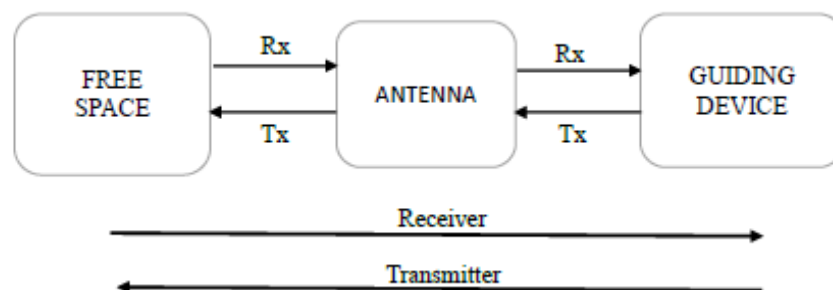 FREE
SPACE
Rx
Tx
ANTENNA
Rx
Tx
GUIDING
DEVICE
Receiver
Transmitter